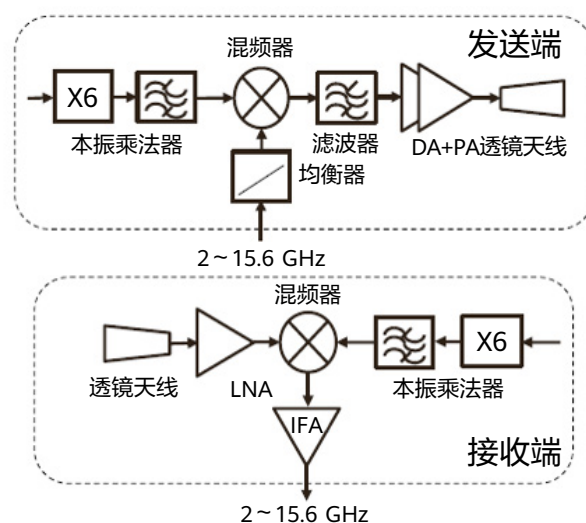 混频器
发送端
X6
本振乘法器
滤波器
DA+PA透镜天线
均衡器
2~15.6 GHz
混频器
X6
透镜天线
LNA
本振乘法器
IFA
接收端
2~15.6 GHz